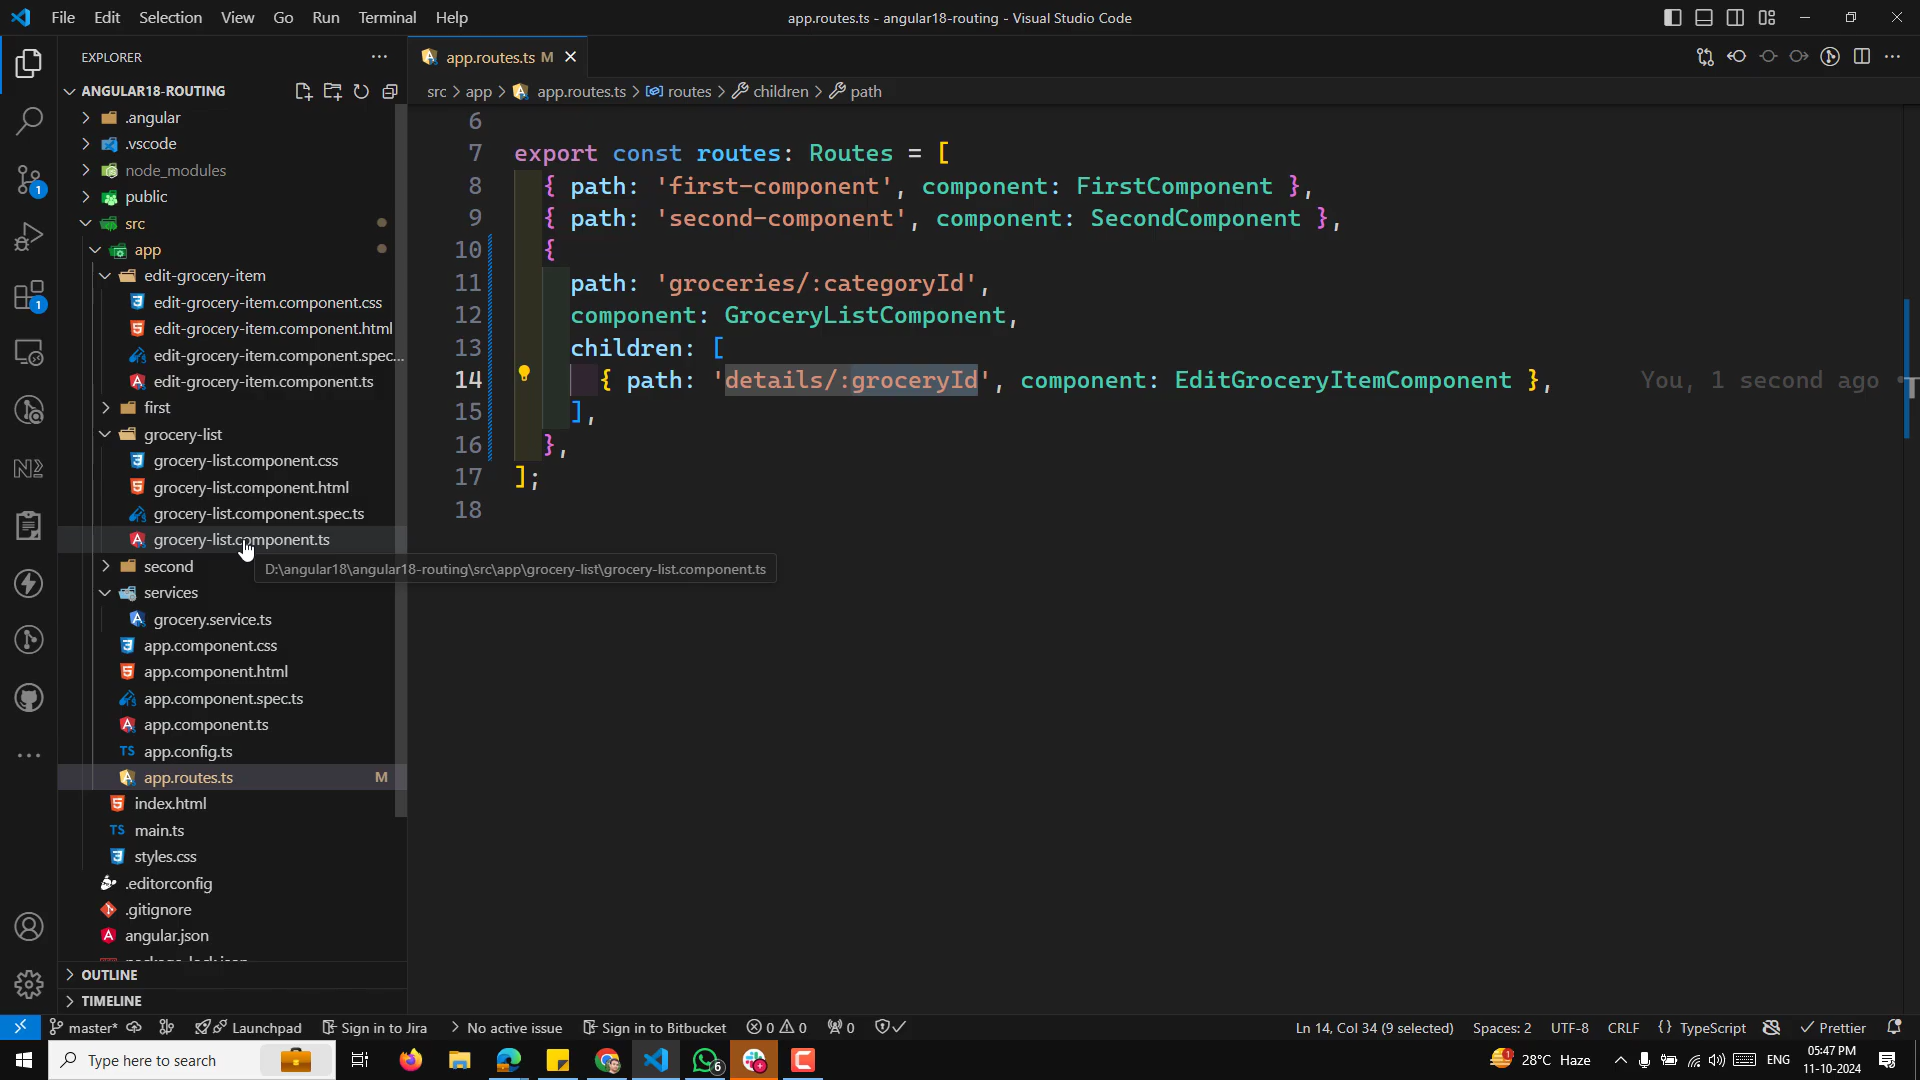 File Edit Selection View Go Run Terminal Help
app.routes.ts - angular18-routing - Visual Studio Code
EXPLORER
app.routes.ts M
ANGULAR18-ROUTING
src > app > app.routes.ts > routes > children > path
.angular
.vscode
node_modules
public
src
app
edit-grocery-item
edit-grocery-item.component.css
edit-grocery-item.component.html
edit-grocery-item.component.spec...
edit-grocery-item.component.ts
first
grocery-list
grocery-list.component.css
grocery-list.component.html
grocery-list.component.spec.ts
grocery-list.component.ts
D:\angular18\angular18-routing\src\app\grocery-list\grocery-list.component.ts
second
services
grocery.service.ts
app.component.css
app.component.html
app.component.spec.ts
app.component.ts
app.config.ts
app.routes.ts M
index.html
main.ts
styles.css
.editorconfig
.gitignore
angular.json
package-lock.json
OUTLINE
TIMELINE
6
7 export const routes: Routes = [
8 { path: 'first-component', component: FirstComponent },
9 { path: 'second-component', component: SecondComponent },
10 {
11 path: 'groceries/:categoryId',
12 component: GroceryListComponent,
13 children: [
14 { path: 'details/:groceryId', component: EditGroceryItemComponent }, You, 1 second ago •
15 ],
16 },
17 ];
18
1
1
master* Launchpad Sign in to Jira No active issue Sign in to Bitbucket 0 0 0
Ln 14, Col 34 (9 selected) Spaces: 2 UTF-8 CRLF {} TypeScript Prettier
Type here to search
6
1
28°C Haze
ENG
05:47 PM
11-10-2024